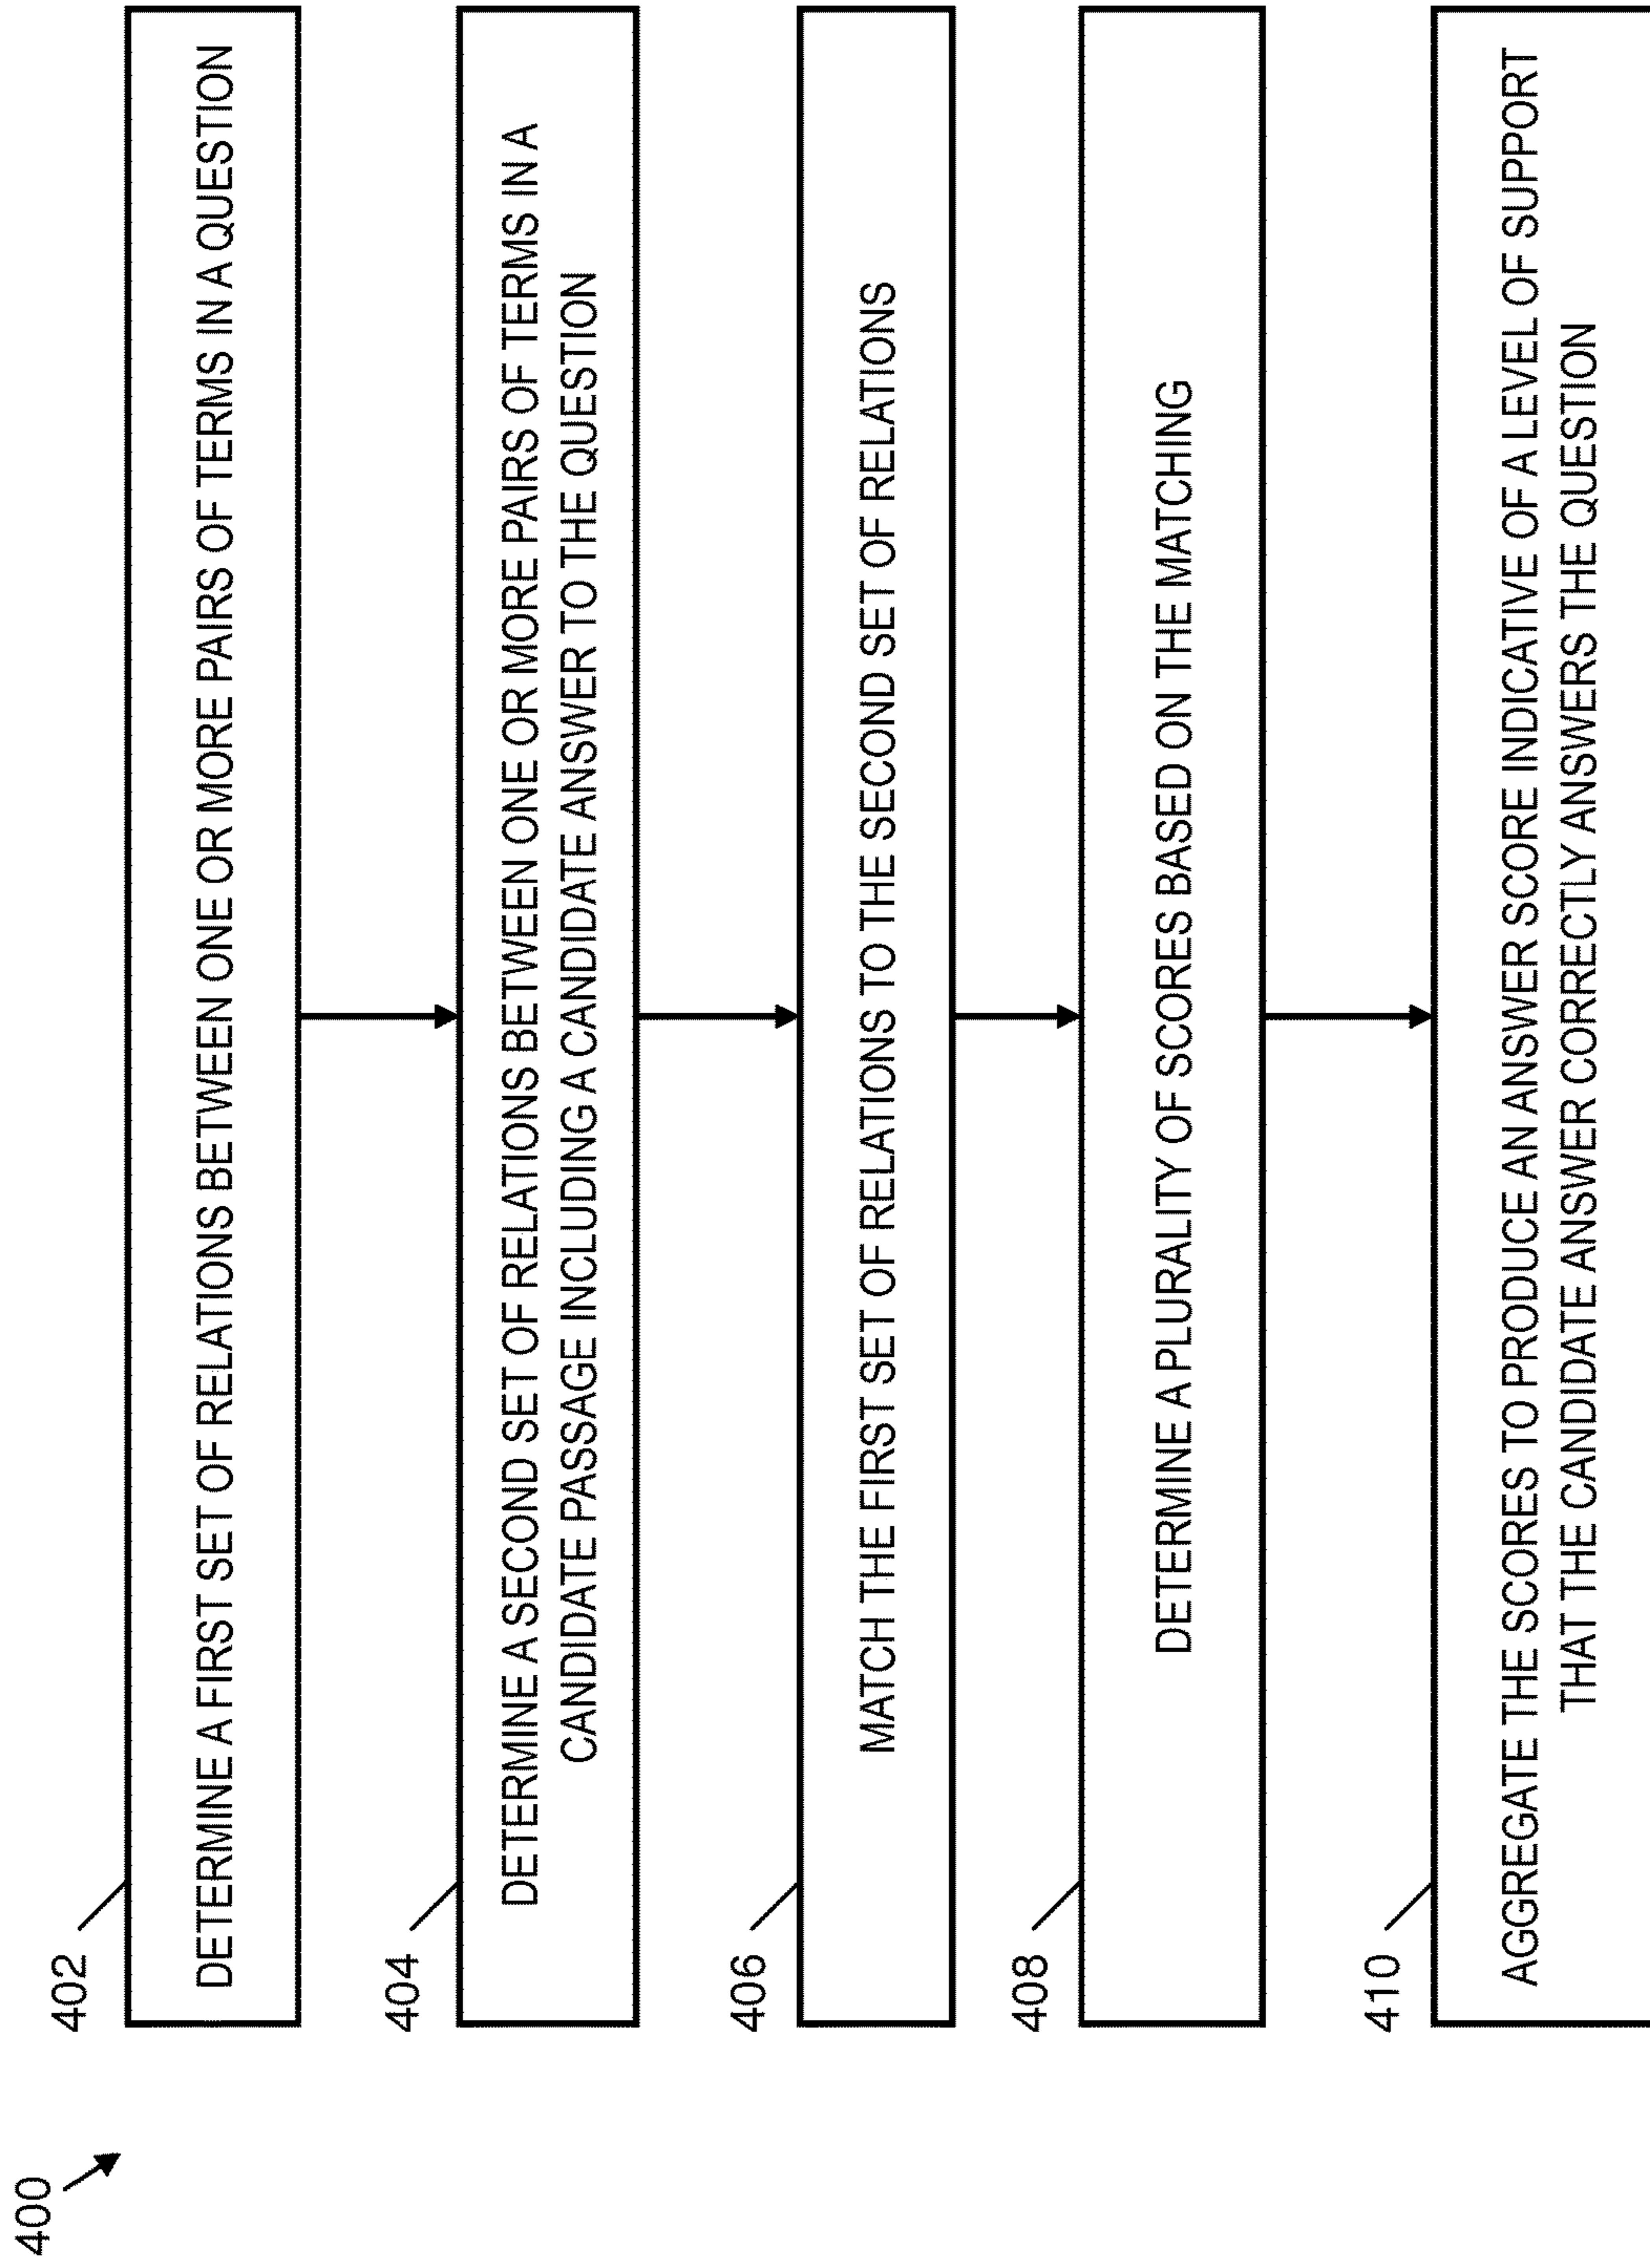 400
402
DETERMINE A FIRST SET OF RELATIONS BETWEEN ONE OR MORE PAIRS OF TERMS IN A QUESTION
404
DETERMINE A SECOND SET OF RELATIONS BETWEEN ONE OR MORE PAIRS OF TERMS IN A
CANDIDATE PASSAGE INCLUDING A CANDIDATE ANSWER TO THE QUESTION
406
MATCH THE FIRST SET OF RELATIONS TO THE SECOND SET OF RELATIONS
408
DETERMINE A PLURALITY OF SCORES BASED ON THE MATCHING
410
AGGREGATE THE SCORES TO PRODUCE AN ANSWER SCORE INDICATIVE OF A LEVEL OF SUPPORT
THAT THE CANDIDATE ANSWER CORRECTLY ANSWERS THE QUESTION